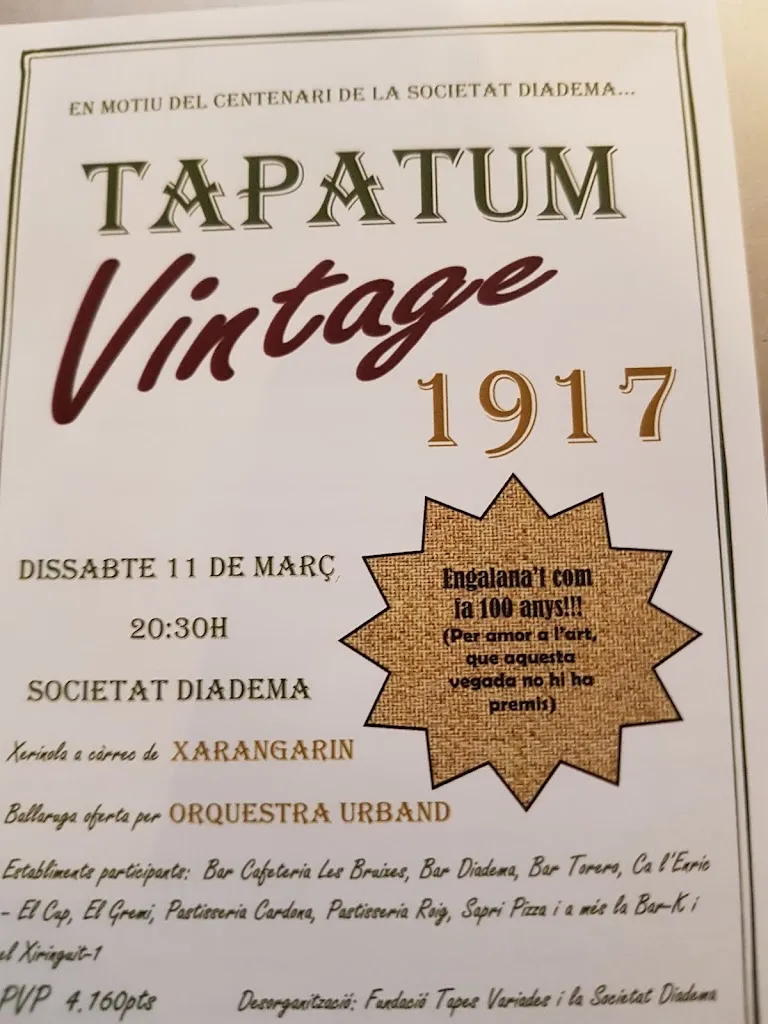 EN MOTIU DEL CENTENARI DE LA SOCIETAT DIADEMA...
TAPATUM
Vintage
1917
Engalana't com
fa 100 anys!!!
(Per amor a l'art,
que aquesta
vegada no hi ha
premis)
DISSABTE 11 DE MARÇ
20:30H
SOCIETAT DIADEMA
Xerinola a càrrec de XARANGARIN
Ballaruga oferta per ORQUESTRA URBAND
Establiments participants: Bar Cafeteria Les Bruixes, Bar Diadema, Bar Torero, Ca l'Enric
- El Cup, El Gremi, Pastisseria Cardona, Pastisseria Roig, Sapri Pizza i a més la Bar-K i
el Xiringuit-1
PVP 4.160pts
Desorganització: Fundació Tapes Variades i la Societat Diadema